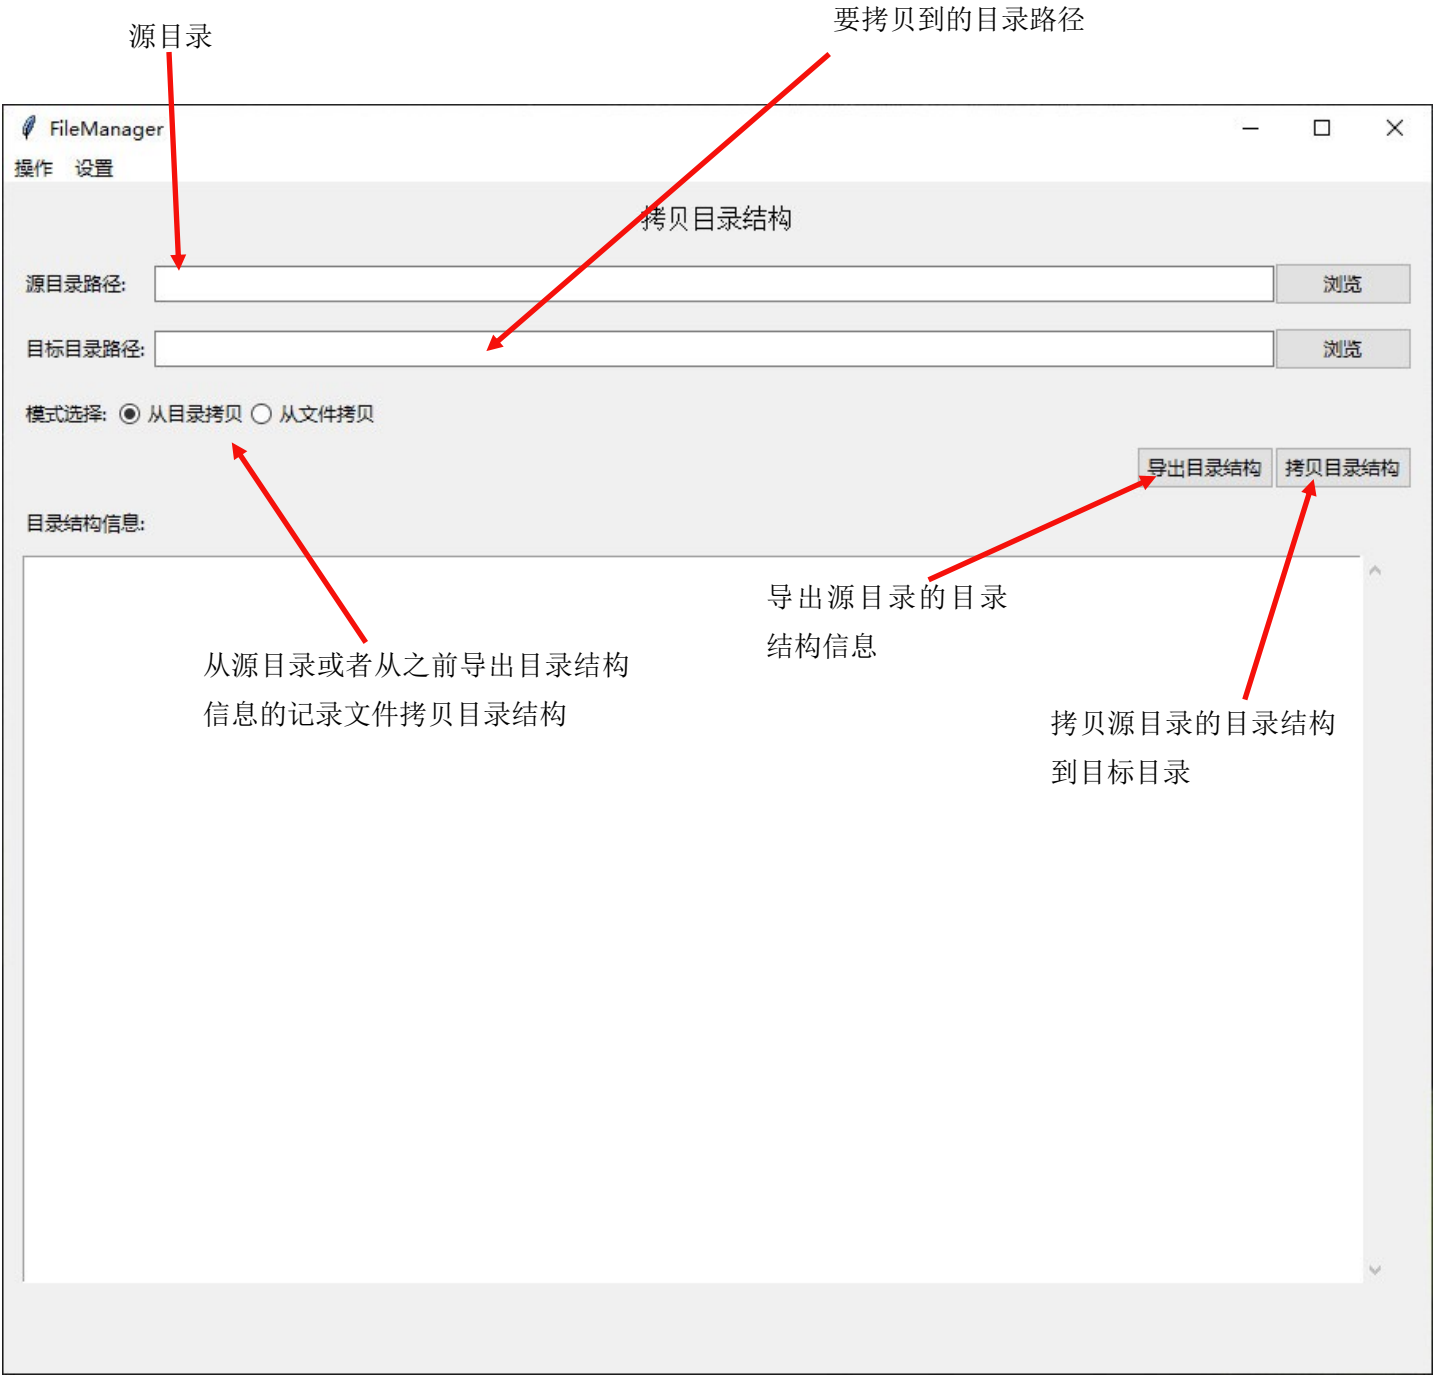 要拷贝到的目录路径
源目录
FileManager
操作 设置
拷贝目录结构
源目录路径: 浏览
目标目录路径: 浏览
模式选择: 从目录拷贝 从文件拷贝
导出目录结构 拷贝目录结构
目录结构信息:
导出源目录的目录
结构信息
从源目录或者从之前导出目录结构
信息的记录文件拷贝目录结构
拷贝源目录的目录结构
到目标目录